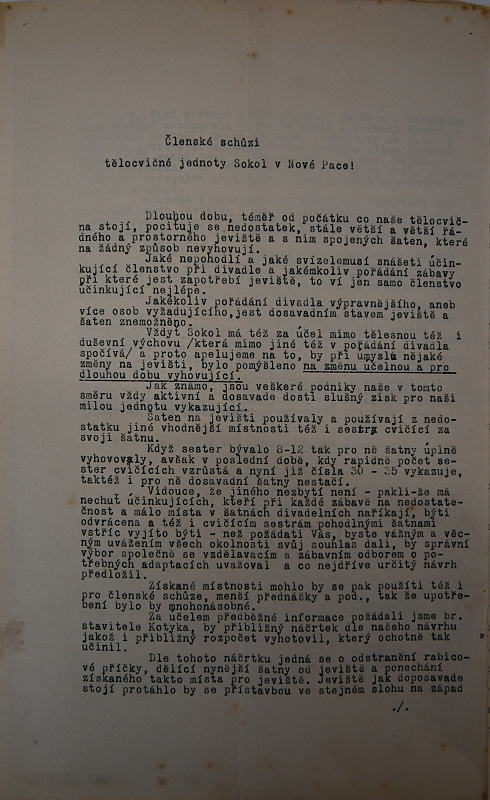 Členské schůzi
tělocvičné jednoty Sokol v Nové Pace!
Dlouhou dobu, téměř od počátku co naše tělocvič-
na stojí, pociťuje se nedostatek, stále větší a větší řá-
dného a prostorného jeviště a s ním spojených šaten, které
na žádný způsob nevyhovují.
Jaké nepohodlí a jaké svízelemusí snášeti účin-
kující členstvo při divadle a jakémkoliv pořádání zábavy
při které jest zapotřebí jeviště, to ví jen samo členstvo
účinkující nejlépe.
Jakékoliv pořádání divadla výpravnějšího, aneb
více osob vyžadujícího,jest dosavadním stavem jeviště a
šaten znemožněno.
Vždyť Sokol má též za účel mimo tělesnou též i
duševní výchovu /která mimo jiné též v pořádání divadla
spočívá/ a proto apelujeme na to, by při úmyslu nějaké
změny na jevišti, bylo pomýšleno na změnu účelnou a pro
dlouhou dobu vyhovující.
Jak známo, jsou veškeré podniky naše v tomto
směru vždy aktivní a dosavade dosti slušný zisk pro naši
milou jednotu vykazující.
Šaten na jevišti používaly a používají z nedo-
statku jiné vhodnější místnosti též i sestry cvičící za
svoji šatnu.
Když sester bývalo 8-12 tak pro ně šatny úplně
vyhovovaly, avšak v poslední době, kdy rapidně počet se-
ster cvičících vzrůstá a nyní již čísla 30 - 35 vykazuje,
taktéž i pro ně dosavadní šatny nestačí.
Vidouce, že jiného nezbytí není - pakli-že má
nechuť účinkujících, kteří při každé zábavě na nedostate-
čnost a málo místa v šatnách divadelních naříkají, býti
odvrácena a též i cvičícím sestrám pohodlnými šatnami
vstříc vyjíto býti - než požádati Vás, byste vážným a věc-
ným uvážením všech okolností svůj souhlas dali, by správní
výbor společně se vzdělavacím a zábavním odborem o po-
třebných adaptacích uvažoval a co nejdříve určitý návrh
předložil.
Získané místnosti mohlo by se pak použíti též i
pro členské schůze, menší přednášky a pod., tak že upotře-
bení bylo by mnohonásobné.
Za účelem předběžné informace požádali jsme br.
stavitele Kotyka, by přibližný náčrtek dle našeho návrhu
jakož i přibližný rozpočet vyhotovil, který ochotně tak
učinil.
Dle tohoto náčrtku jedná se o odstranění rabico-
vé příčky, dělící nynější šatny od jeviště a ponechání
získaného takto místa pro jeviště. Jeviště jak doposavade
stojí protáhlo by se přístavbou ve stejném slohu na západ
./.